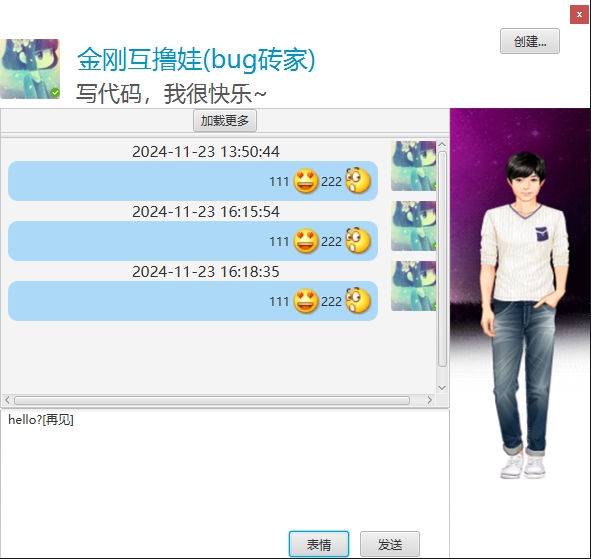 x
创建...
金刚互撸娃(bug砖家)
写代码，我很快乐~
加载更多
2024-11-23 13:50:44
111 222
2024-11-23 16:15:54
111 222
2024-11-23 16:18:35
111 222
hello?[再见]
表情 发送